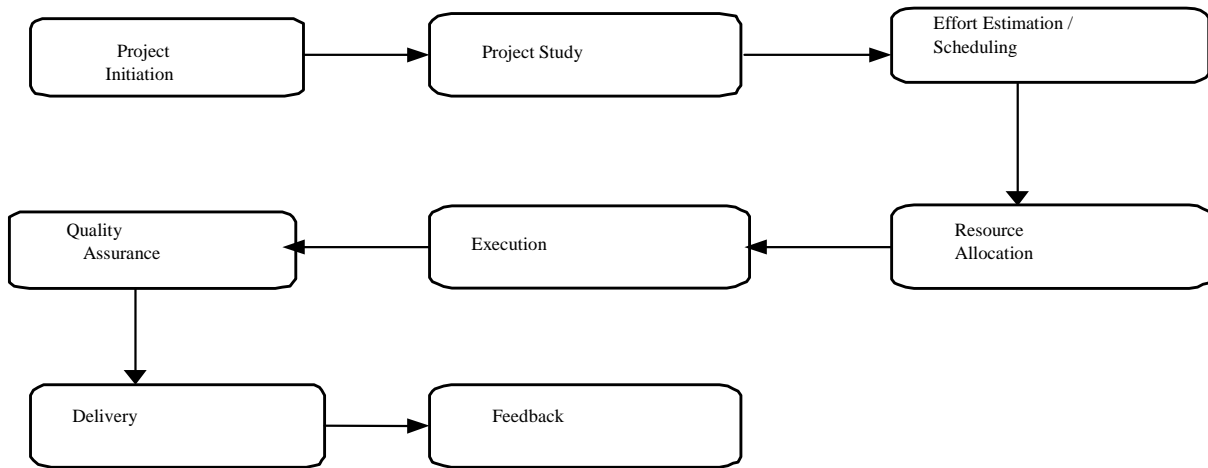 Project
Initiation
Project Study
Effort Estimation /
Scheduling
Quality
Assurance
Execution
Resource
Allocation
Delivery
Feedback